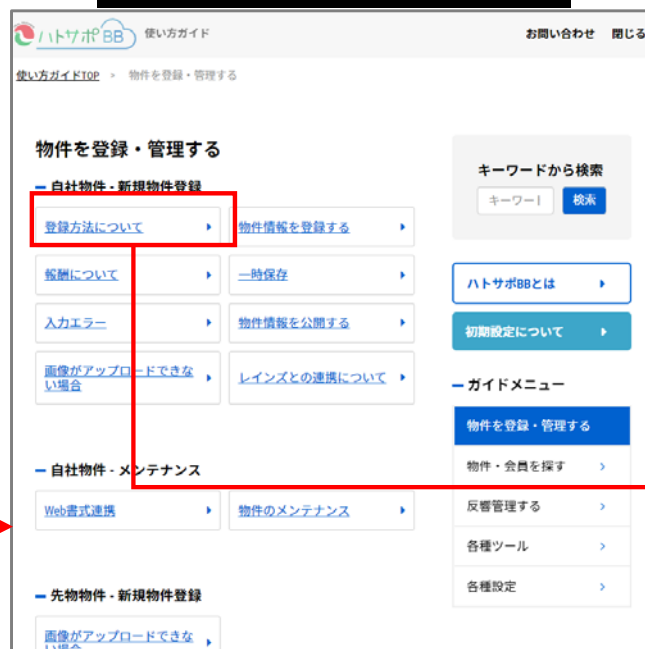 ハトサポBB 使い方ガイド
お問い合わせ 閉じる
使い方ガイドTOP > 物件を登録・管理する
物件を登録・管理する
自社物件 - 新規物件登録
登録方法について
物件情報を登録する
報酬について
一時保存
入力エラー
物件情報を公開する
画像がアップロードできな
い場合
レインズとの連携について
自社物件 - メンテナンス
Web書式連携
物件のメンテナンス
先物物件 - 新規物件登録
画像がアップロードできな
い場合
キーワードから検索
キーワー
検索
ハトサポBBとは
初期設定について
ガイドメニュー
物件を登録・管理する
物件・会員を探す
反響管理する
各種ツール
各種設定